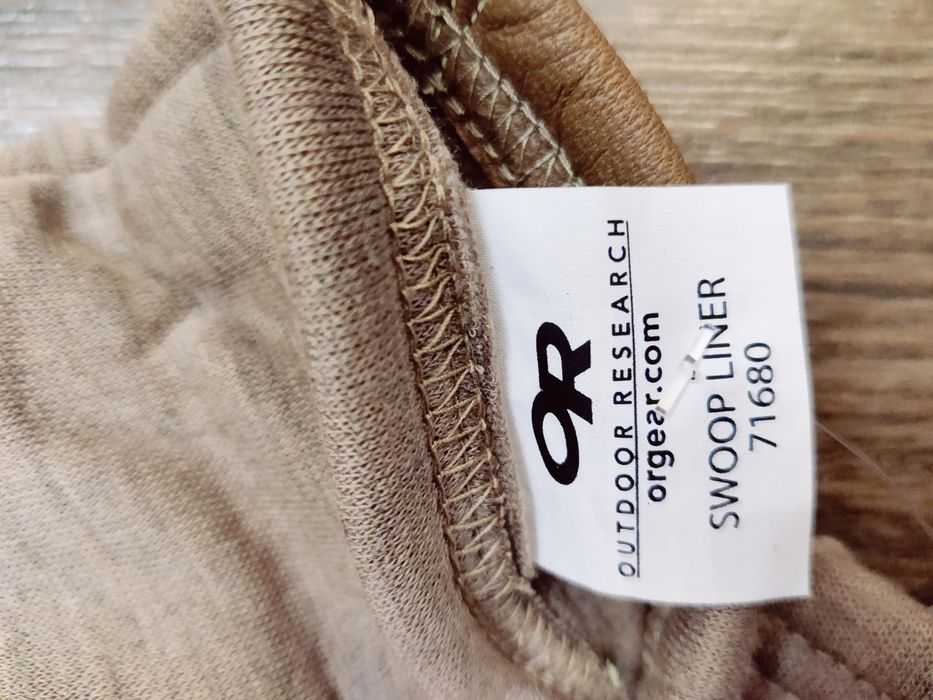 OR
OUTDOOR RESEARCH
orgear.com
SWOOP LINER
71680